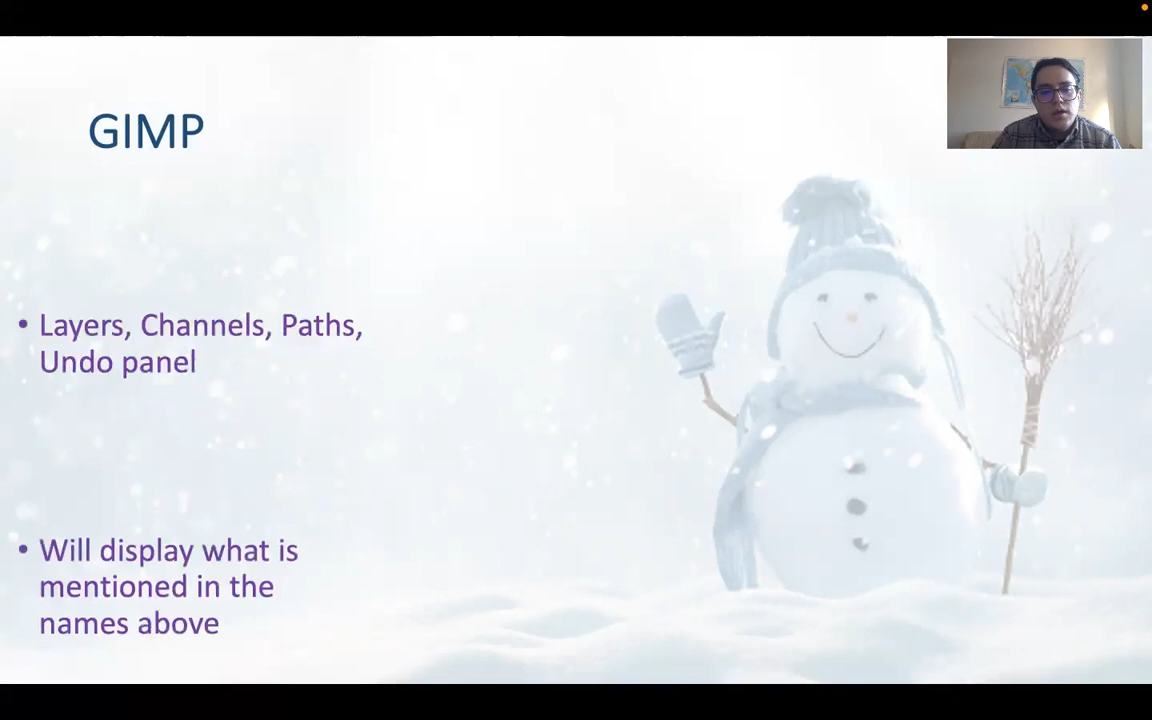 GIMP
• Layers, Channels, Paths,
Undo panel
• Will display what is
mentioned in the
names above